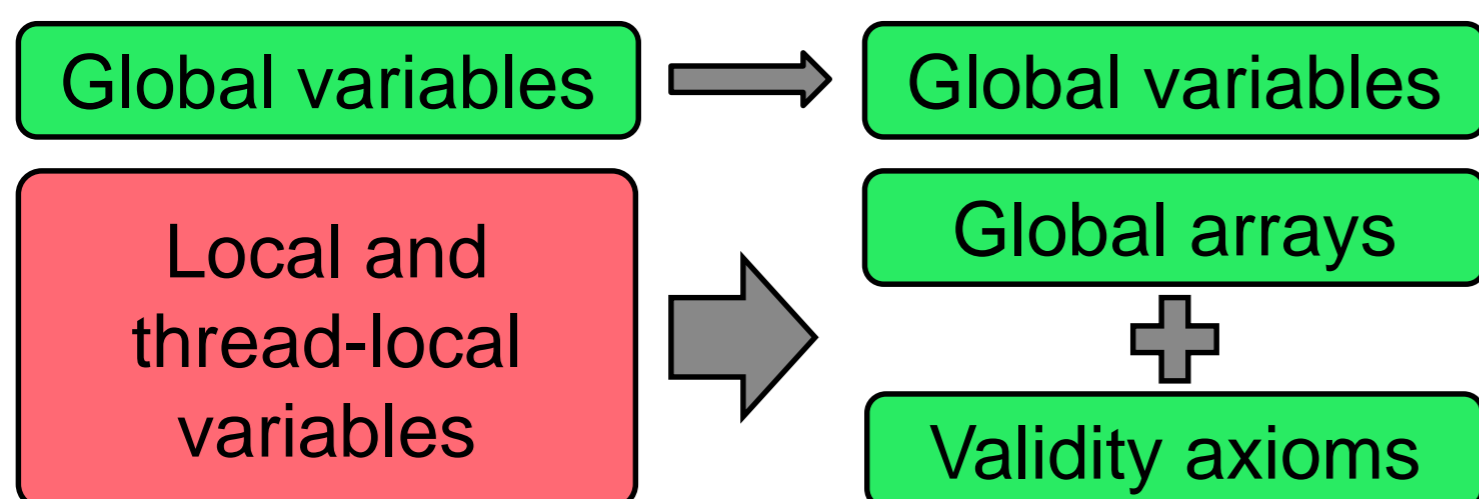 Global variables
Global variables
Local and
thread-local
variables
Global arrays
Validity axioms